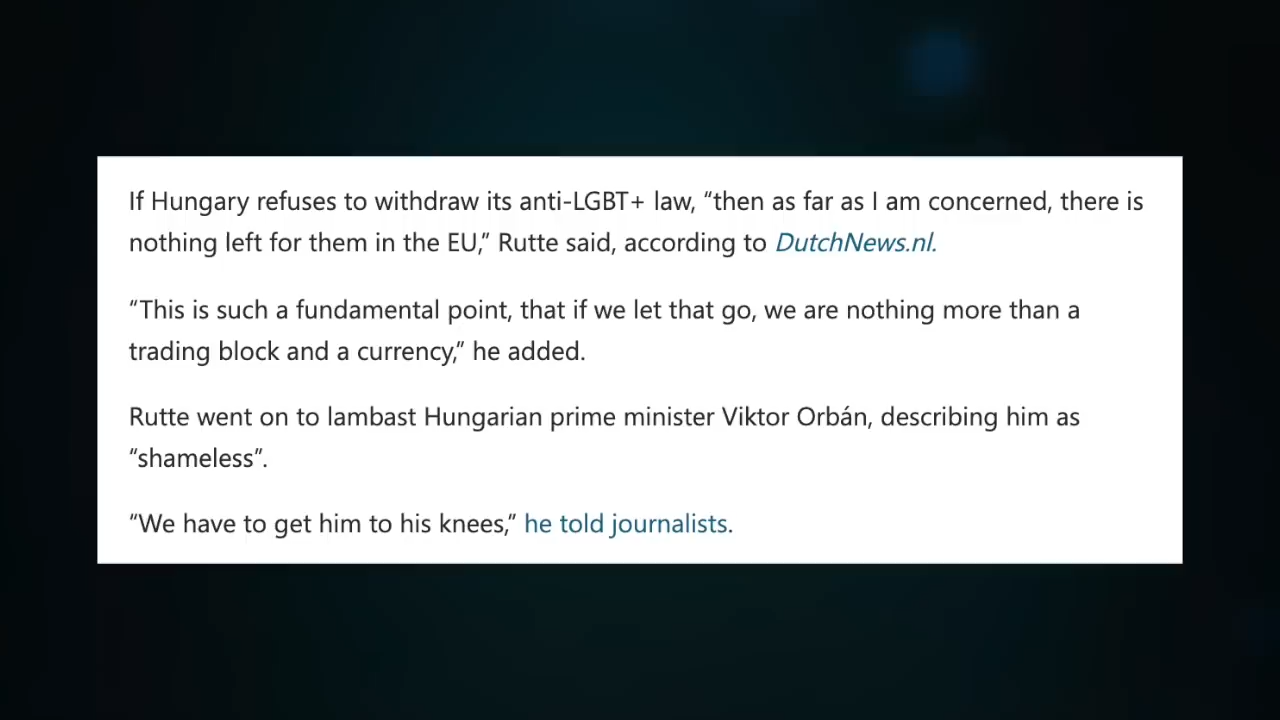 If Hungary refuses to withdraw its anti-LGBT+ law, “then as far as I am concerned, there is
nothing left for them in the EU,” Rutte said, according to DutchNews.nl.
“This is such a fundamental point, that if we let that go, we are nothing more than a
trading block and a currency,” he added.
Rutte went on to lambast Hungarian prime minister Viktor Orbán, describing him as
“shameless”.
“We have to get him to his knees,” he told journalists.